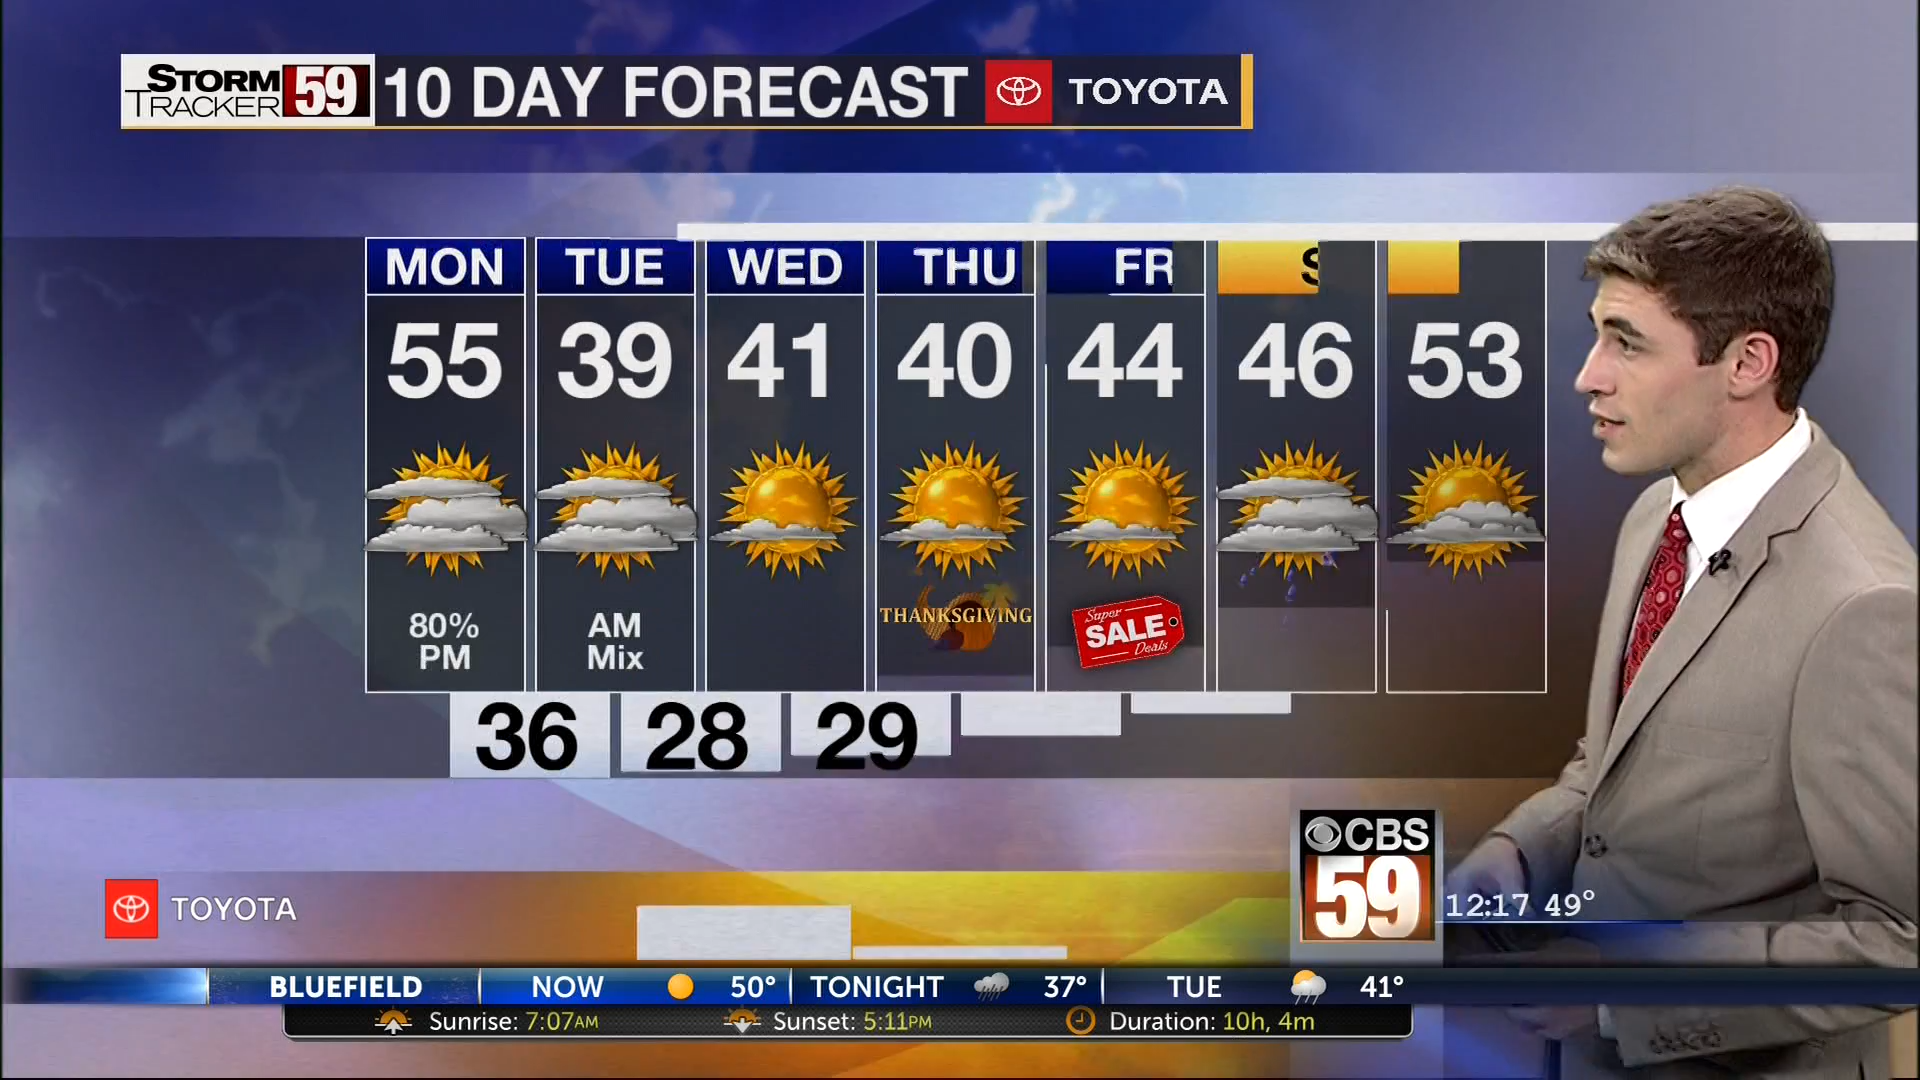 STORM
TRACKER 59
10 DAY FORECAST TOYOTA
MON TUE WED THU FR S
55 39 41 40 44 46 53
THANKSGIVING
Super
SALE
Deals
80%
PM
AM
Mix
36 28 29
CBS
59
12:17 49°
TOYOTA
BLUEFIELD NOW 50° TONIGHT 37° TUE 41°
Sunrise: 7:07AM Sunset: 5:11PM Duration: 10h, 4m